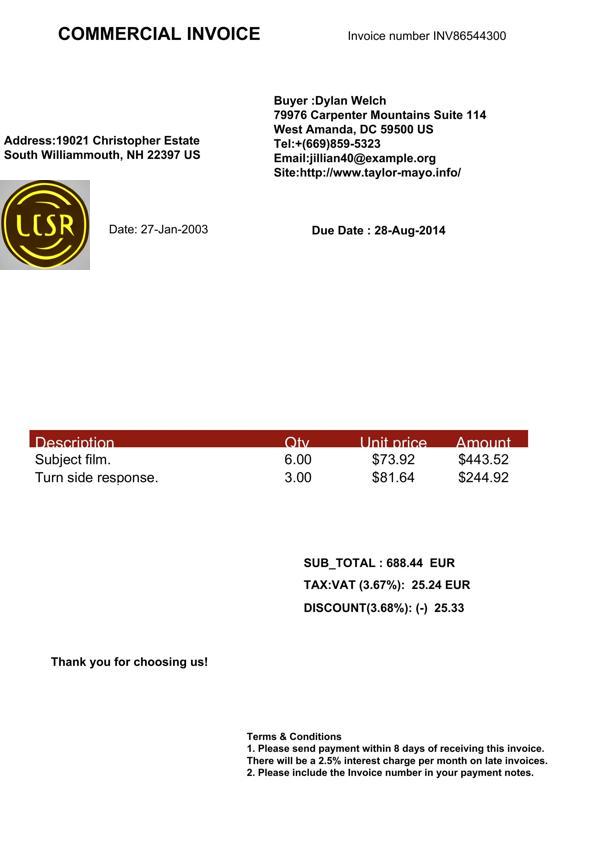 COMMERCIAL INVOICE
Invoice number INV86544300
Buyer :Dylan Welch
79976 Carpenter Mountains Suite 114
West Amanda, DC 59500 US
Tel:+(669)859-5323
Email:jillian40@example.org
Site:http://www.taylor-mayo.info/
Address:19021 Christopher Estate
South Williammouth, NH 22397 US
Date: 27-Jan-2003
Due Date : 28-Aug-2014
Description Qty Unit price Amount
Subject film. 6.00 $73.92 $443.52
Turn side response. 3.00 $81.64 $244.92
SUB_TOTAL : 688.44 EUR
TAX:VAT (3.67%): 25.24 EUR
DISCOUNT(3.68%): (-) 25.33
Thank you for choosing us!
Terms & Conditions
1. Please send payment within 8 days of receiving this invoice.
There will be a 2.5% interest charge per month on late invoices.
2. Please include the Invoice number in your payment notes.